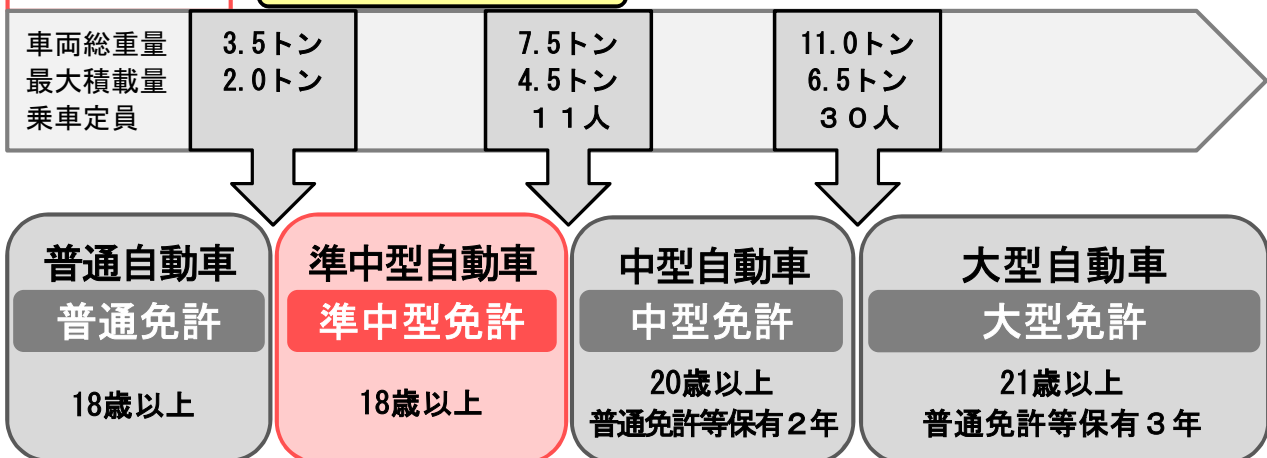 車両総重量
最大積載量
乗車定員
3.5トン
2.0トン
7.5トン
4.5トン
１１人
11.0トン
6.5トン
３０人
普通自動車
普通免許
18歳以上
準中型自動車
準中型免許
18歳以上
中型自動車
中型免許
20歳以上
普通免許等保有２年
大型自動車
大型免許
21歳以上
普通免許等保有３年